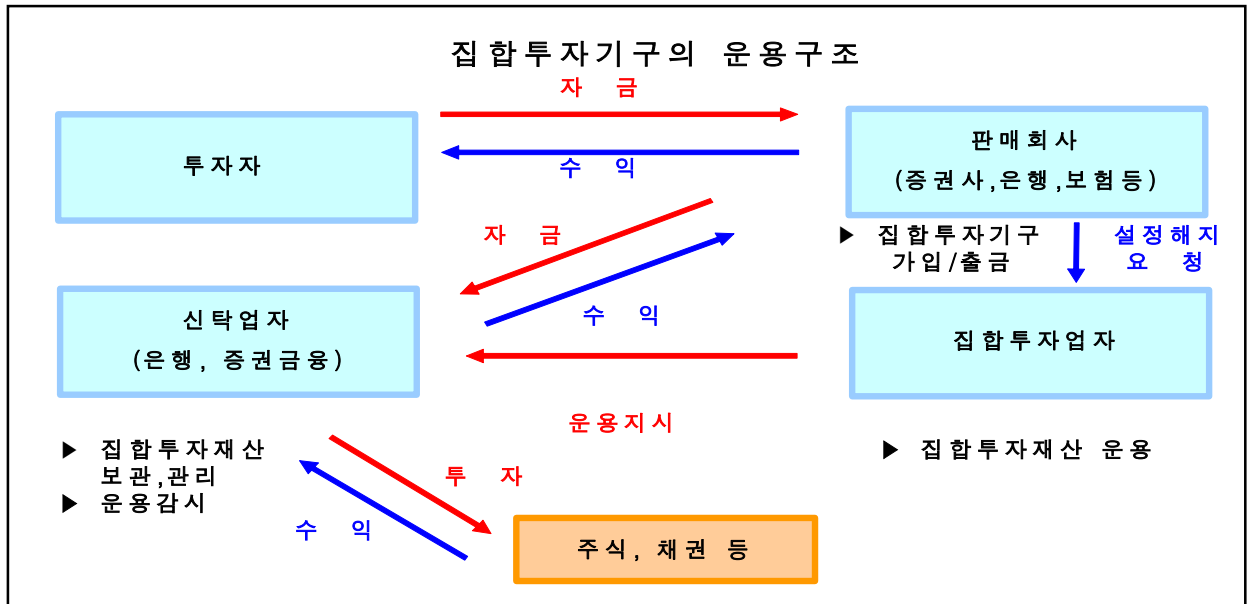 집합투자기구의 운용구조
자 금
투자자
수 익
판매회사
(증권사,은행,보험등)
자 금
▶ 집합투자기구
가입/출금
설정해지
요 청
신탁업자
(은행, 증권금융)
수 익
집합투자업자
운용지시
▶ 집합투자재산
보관,관리
▶ 운용감시
투 자
▶ 집합투자재산 운용
수 익
주식, 채권 등